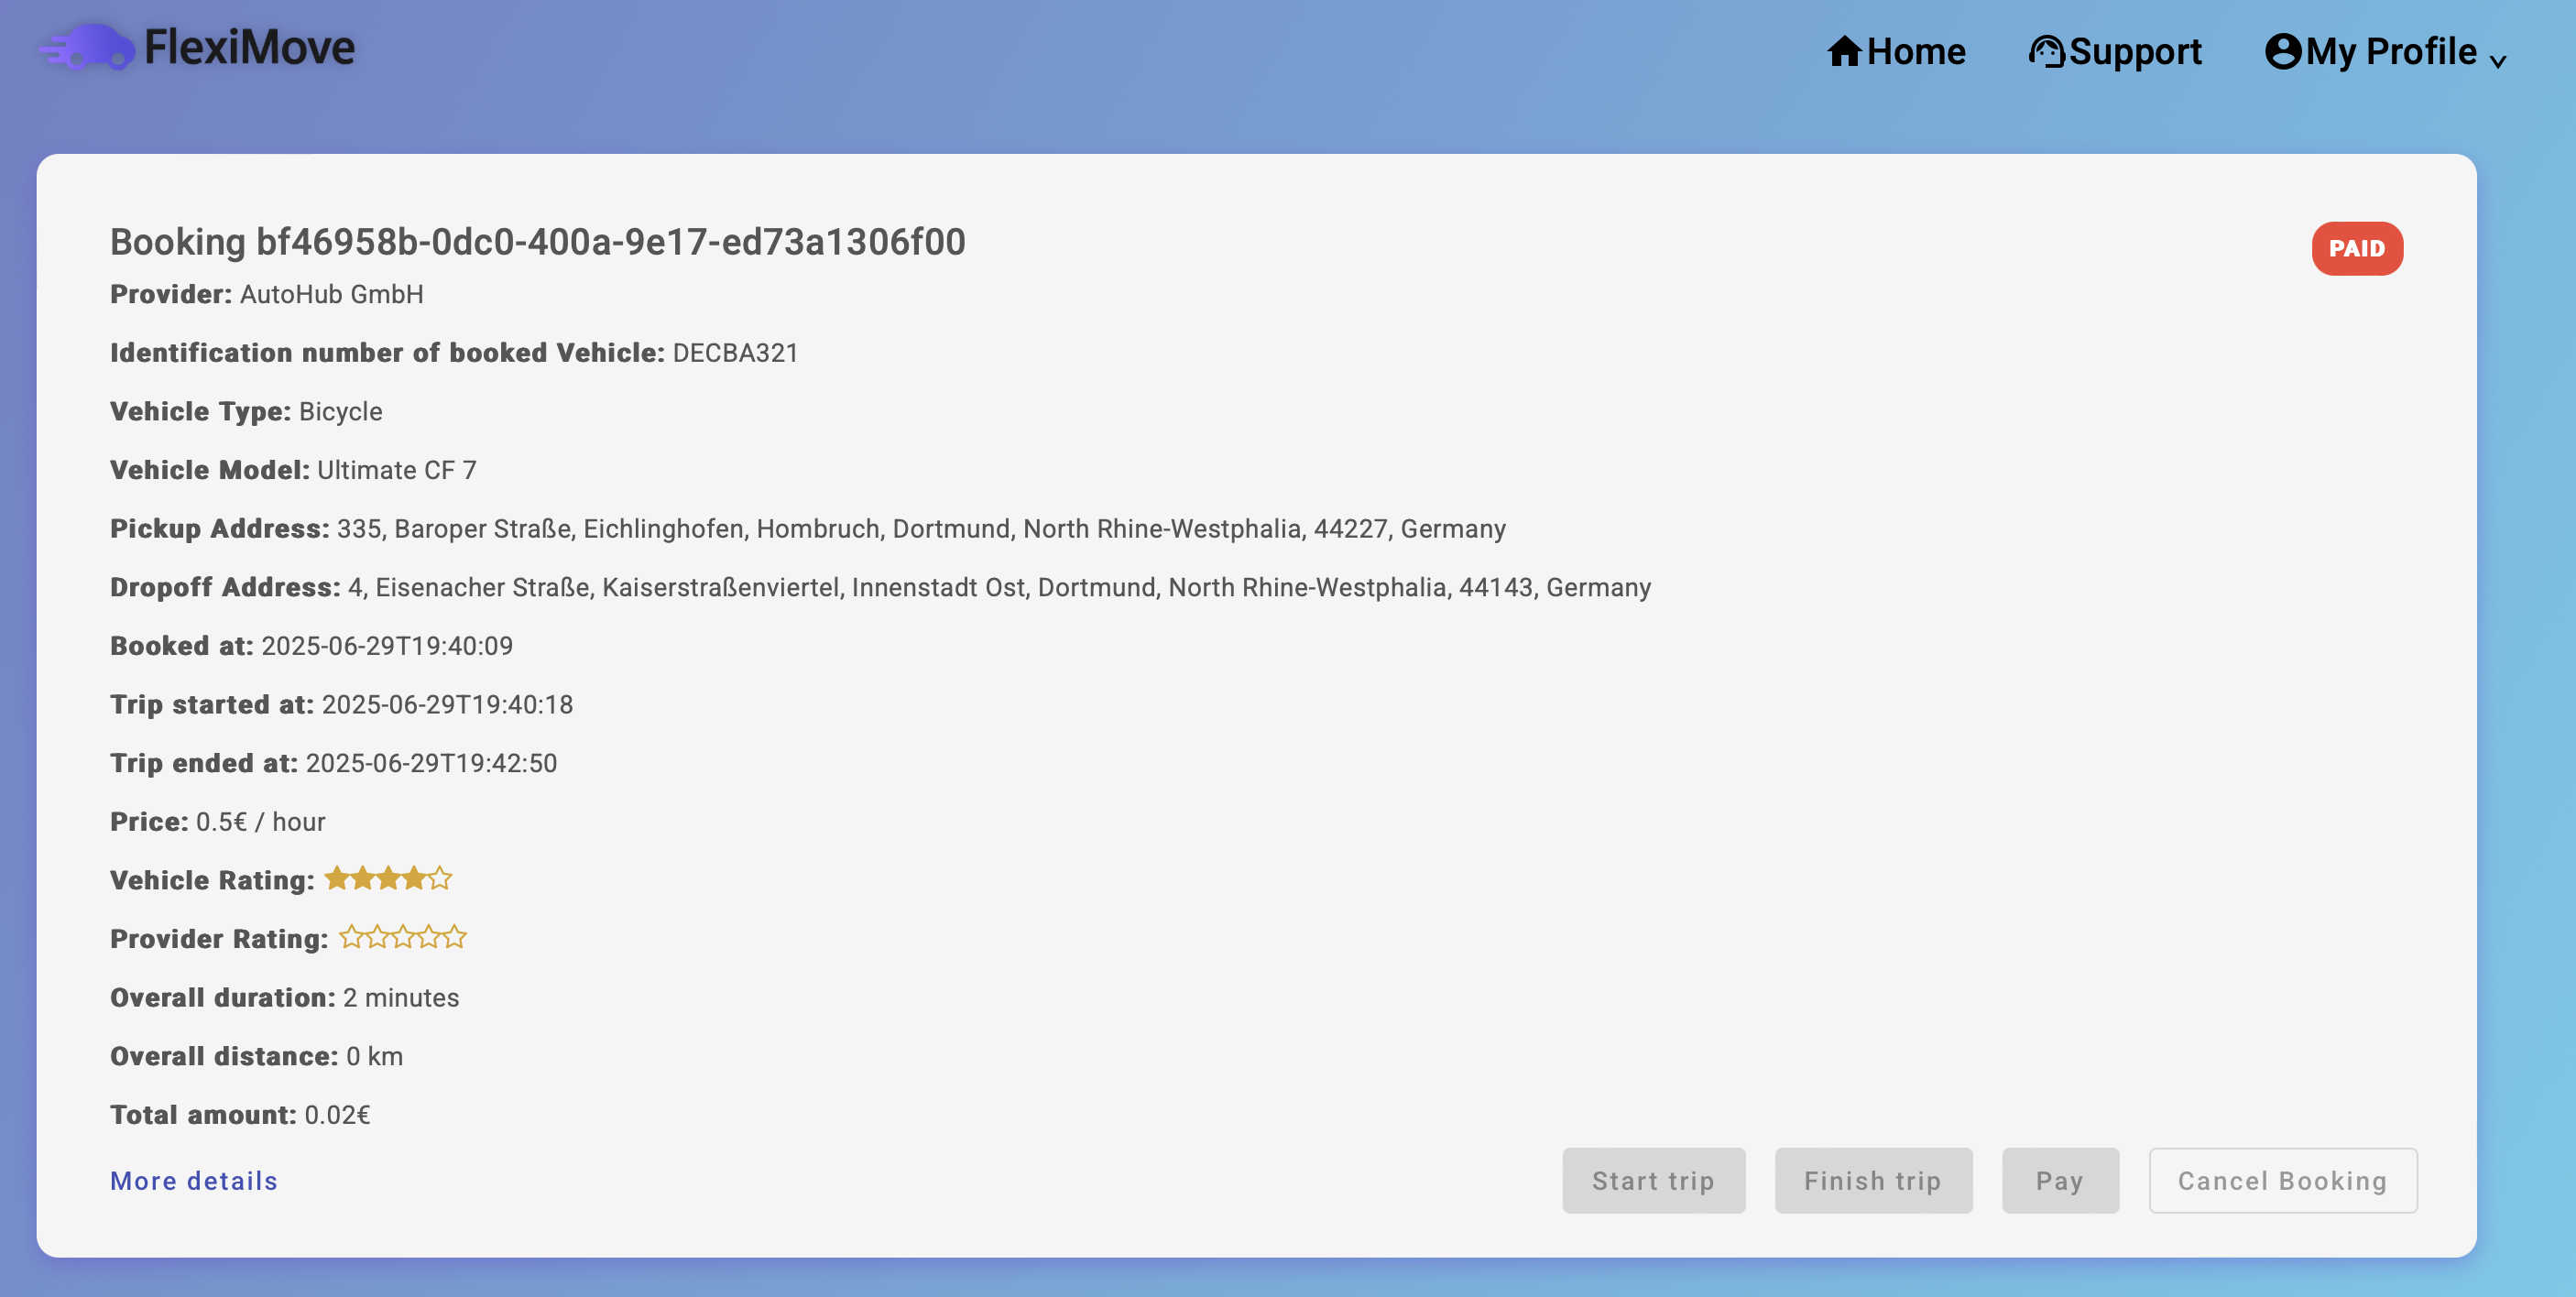 FlexiMove
Home Support My Profile
Booking bf46958b-0dc0-400a-9e17-ed73a1306f00
PAID
Provider: AutoHub GmbH
Identification number of booked Vehicle: DECBA321
Vehicle Type: Bicycle
Vehicle Model: Ultimate CF 7
Pickup Address: 335, Baroper Straße, Eichlinghofen, Hombruch, Dortmund, North Rhine-Westphalia, 44227, Germany
Dropoff Address: 4, Eisenacher Straße, Kaiserstraßenviertel, Innenstadt Ost, Dortmund, North Rhine-Westphalia, 44143, Germany
Booked at: 2025-06-29T19:40:09
Trip started at: 2025-06-29T19:40:18
Trip ended at: 2025-06-29T19:42:50
Price: 0.5€ / hour
Vehicle Rating:
Provider Rating:
Overall duration: 2 minutes
Overall distance: 0 km
Total amount: 0.02€
More details
Start trip Finish trip Pay Cancel Booking